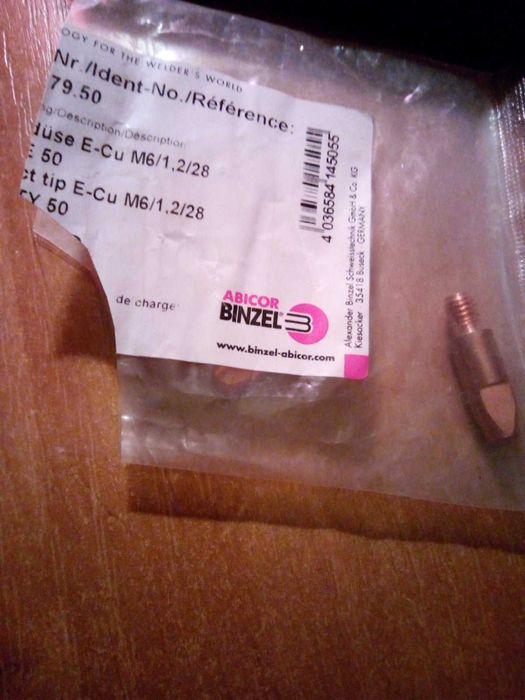 OGY FOR THE WELDER'S WORLD
Nr./Ident-No./Référence:
79.50
ng/Description/Description
düse E-Cu M6/1,2/28
E 50
ct tip E-Cu M6/1,2/28
TY 50
4 036584 145055
de charge
ABICOR
BINZEL
www.binzel-abicor.com
Alexander Binzel Schweisstechnik GmbH & Co. KG
Kiesacker · 35418 Buseck · GERMANY